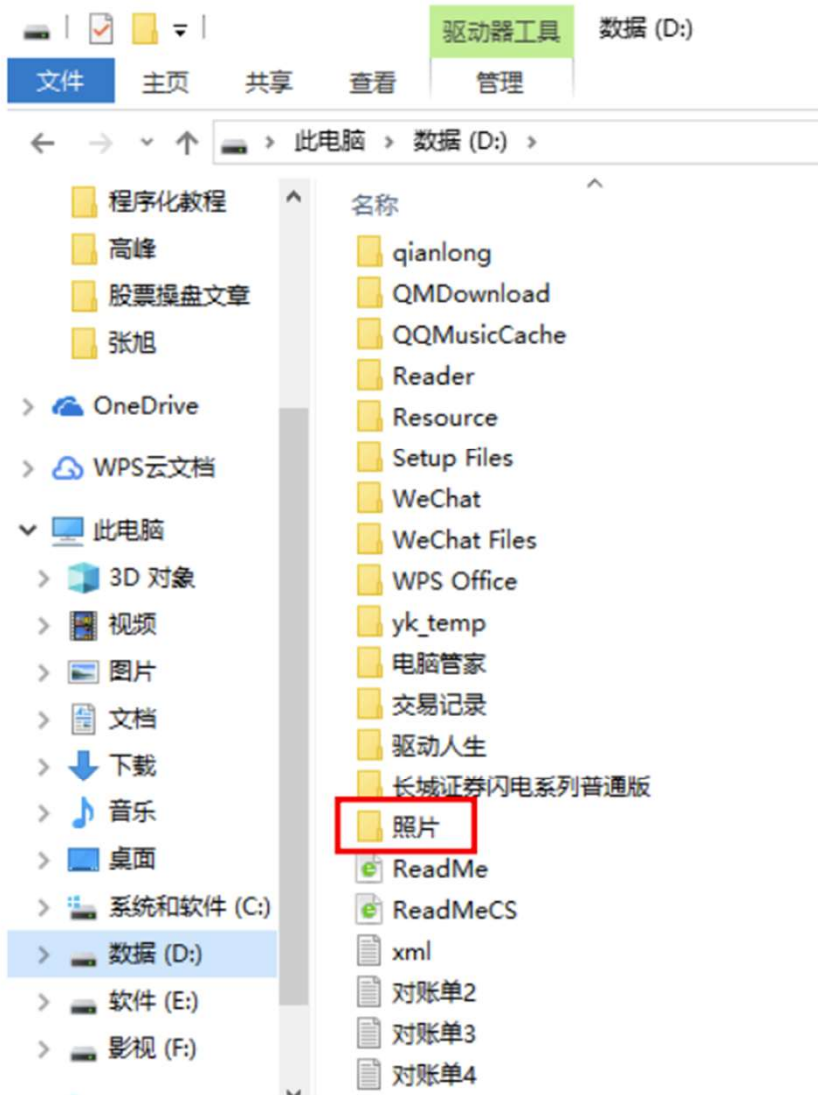 驱动器工具 数据 (D:)
文件 主页 共享 查看 管理
此电脑 数据 (D:)
程序化教程
高峰
股票操盘文章
张旭
OneDrive
WPS云文档
此电脑
3D 对象
视频
图片
文档
下载
音乐
桌面
系统和软件 (C:)
数据 (D:)
软件 (E:)
影视 (F:)
名称
qianlong
QMDownload
QQMusicCache
Reader
Resource
Setup Files
WeChat
WeChat Files
WPS Office
yk_temp
电脑管家
交易记录
驱动人生
长城证券闪电系列普通版
照片
ReadMe
ReadMeCS
xml
对账单2
对账单3
对账单4